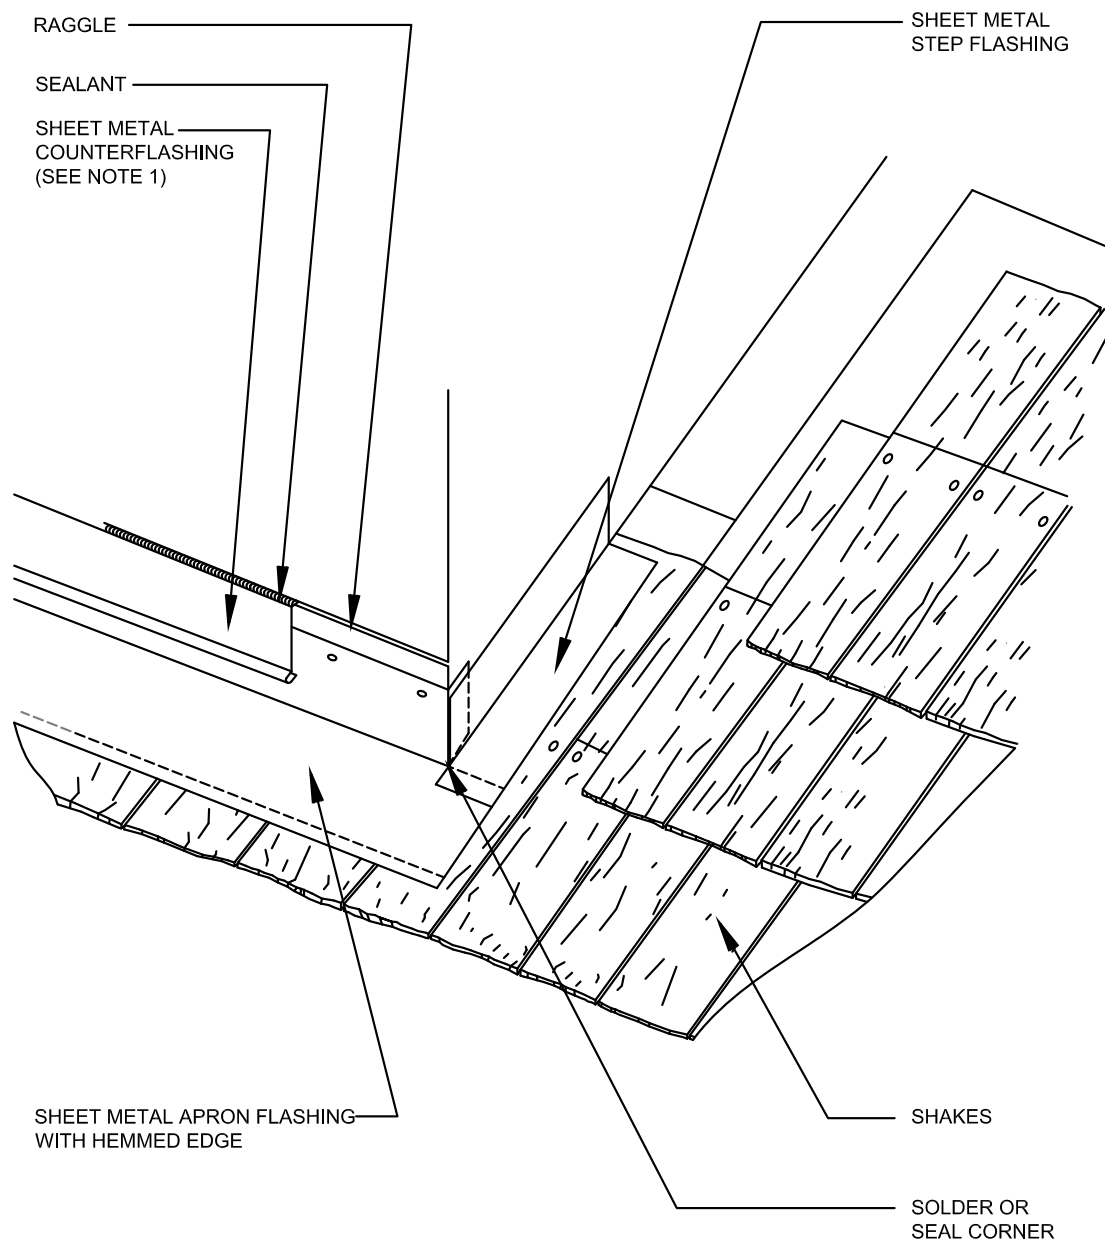 RAGGLE
SEALANT
SHEET METAL
COUNTERFLASHING
(SEE NOTE 1)
SHEET METAL
STEP FLASHING
SHEET METAL APRON FLASHING
WITH HEMMED EDGE
SHAKES
SOLDER OR
SEAL CORNER